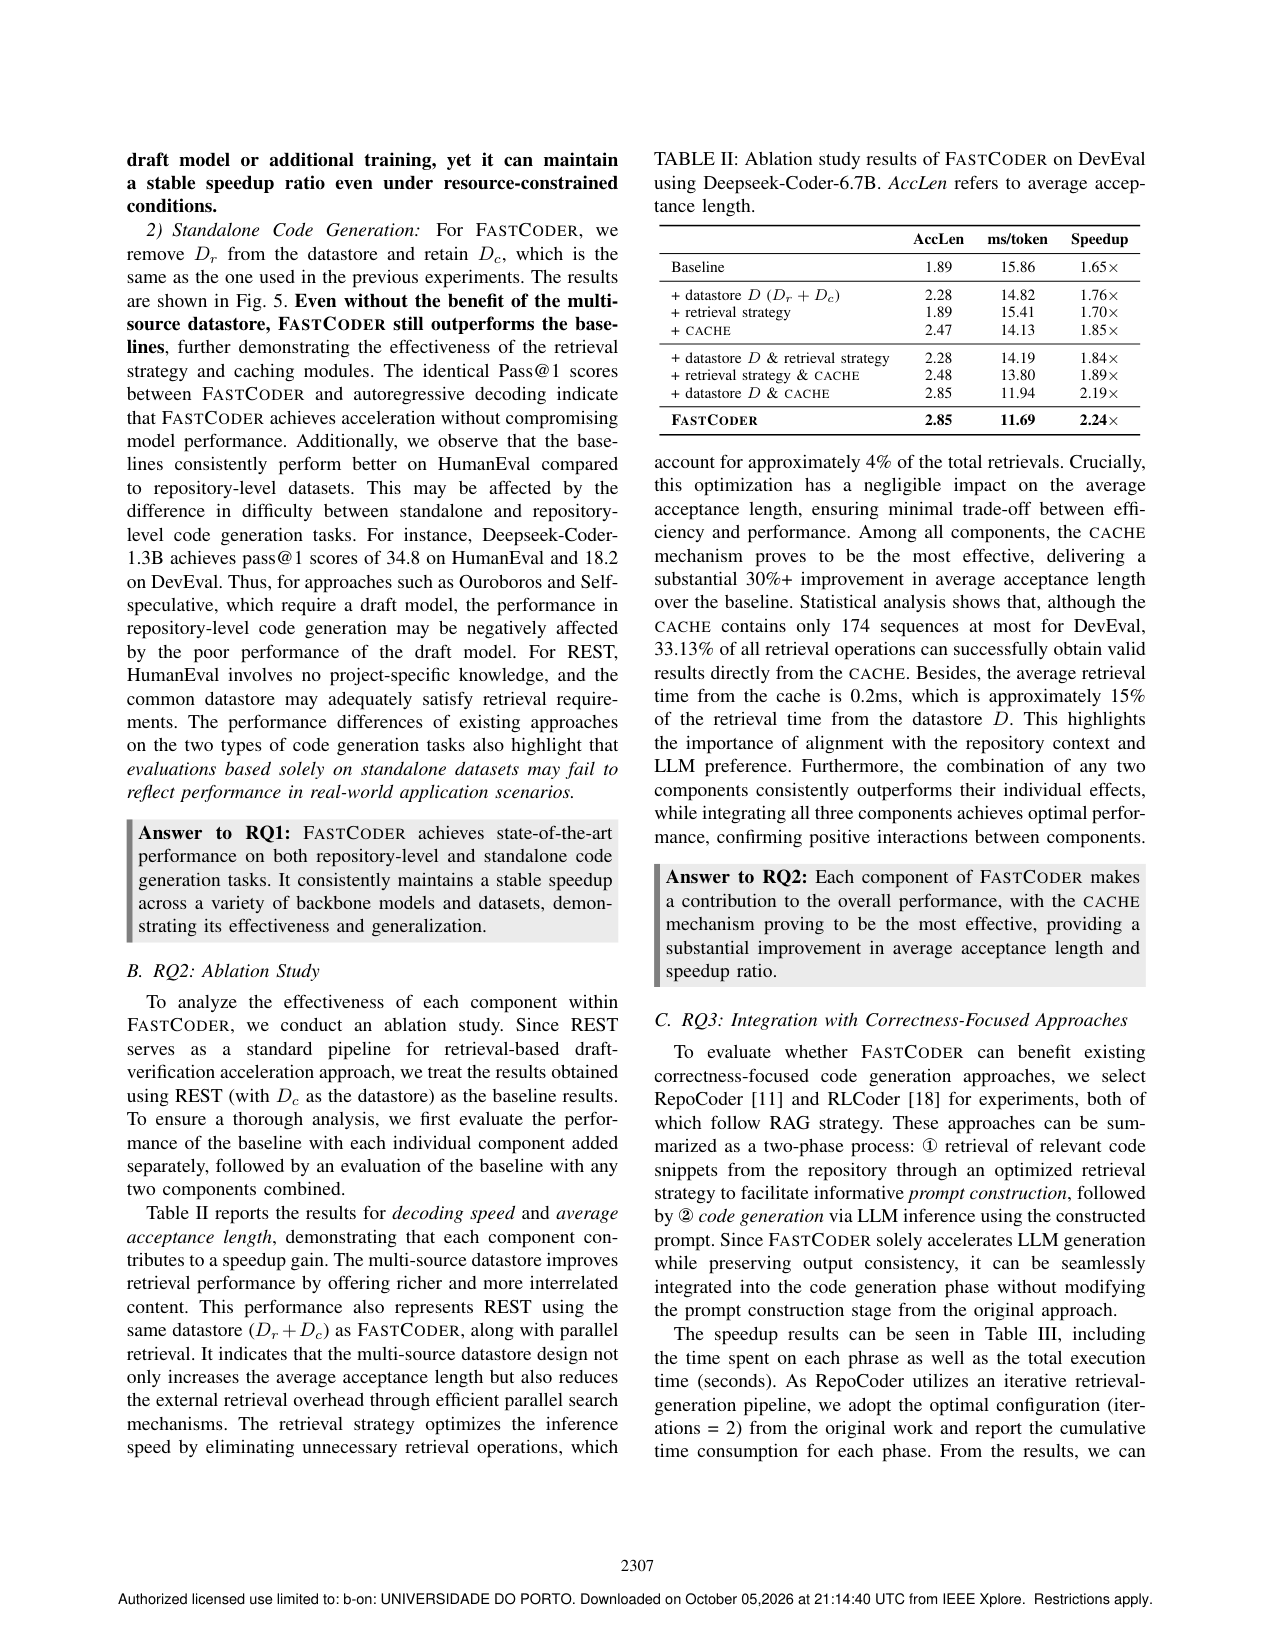 draft model or additional training, yet it can maintain
a stable speedup ratio even under resource-constrained
conditions.
2) Standalone Code Generation: For FASTCODER, we
remove Dr from the datastore and retain Dc, which is the
same as the one used in the previous experiments. The results
are shown in Fig. 5. Even without the benefit of the multi-
source datastore, FASTCODER still outperforms the base-
lines, further demonstrating the effectiveness of the retrieval
strategy and caching modules. The identical Pass@1 scores
between FASTCODER and autoregressive decoding indicate
that FASTCODER achieves acceleration without compromising
model performance. Additionally, we observe that the base-
lines consistently perform better on HumanEval compared
to repository-level datasets. This may be affected by the
difference in difficulty between standalone and repository-
level code generation tasks. For instance, Deepseek-Coder-
1.3B achieves pass@1 scores of 34.8 on HumanEval and 18.2
on DevEval. Thus, for approaches such as Ouroboros and Self-
speculative, which require a draft model, the performance in
repository-level code generation may be negatively affected
by the poor performance of the draft model. For REST,
HumanEval involves no project-specific knowledge, and the
common datastore may adequately satisfy retrieval require-
ments. The performance differences of existing approaches
on the two types of code generation tasks also highlight that
evaluations based solely on standalone datasets may fail to
reflect performance in real-world application scenarios.
Answer to RQ1: FASTCODER achieves state-of-the-art
performance on both repository-level and standalone code
generation tasks. It consistently maintains a stable speedup
across a variety of backbone models and datasets, demon-
strating its effectiveness and generalization.
B. RQ2: Ablation Study
To analyze the effectiveness of each component within
FASTCODER, we conduct an ablation study. Since REST
serves as a standard pipeline for retrieval-based draft-
verification acceleration approach, we treat the results obtained
using REST (with Dc as the datastore) as the baseline results.
To ensure a thorough analysis, we first evaluate the perfor-
mance of the baseline with each individual component added
separately, followed by an evaluation of the baseline with any
two components combined.
Table II reports the results for decoding speed and average
acceptance length, demonstrating that each component con-
tributes to a speedup gain. The multi-source datastore improves
retrieval performance by offering richer and more interrelated
content. This performance also represents REST using the
same datastore (Dr + Dc) as FASTCODER, along with parallel
retrieval. It indicates that the multi-source datastore design not
only increases the average acceptance length but also reduces
the external retrieval overhead through efficient parallel search
mechanisms. The retrieval strategy optimizes the inference
speed by eliminating unnecessary retrieval operations, which
TABLE II: Ablation study results of FASTCODER on DevEval
using Deepseek-Coder-6.7B. AccLen refers to average accep-
tance length.
AccLen ms/token Speedup
Baseline 1.89 15.86 1.65×
+ datastore D (Dr + Dc) 2.28 14.82 1.76×
+ retrieval strategy 1.89 15.41 1.70×
+ CACHE 2.47 14.13 1.85×
+ datastore D & retrieval strategy 2.28 14.19 1.84×
+ retrieval strategy & CACHE 2.48 13.80 1.89×
+ datastore D & CACHE 2.85 11.94 2.19×
FASTCODER 2.85 11.69 2.24×
account for approximately 4% of the total retrievals. Crucially,
this optimization has a negligible impact on the average
acceptance length, ensuring minimal trade-off between effi-
ciency and performance. Among all components, the CACHE
mechanism proves to be the most effective, delivering a
substantial 30%+ improvement in average acceptance length
over the baseline. Statistical analysis shows that, although the
CACHE contains only 174 sequences at most for DevEval,
33.13% of all retrieval operations can successfully obtain valid
results directly from the CACHE. Besides, the average retrieval
time from the cache is 0.2ms, which is approximately 15%
of the retrieval time from the datastore D. This highlights
the importance of alignment with the repository context and
LLM preference. Furthermore, the combination of any two
components consistently outperforms their individual effects,
while integrating all three components achieves optimal perfor-
mance, confirming positive interactions between components.
Answer to RQ2: Each component of FASTCODER makes
a contribution to the overall performance, with the CACHE
mechanism proving to be the most effective, providing a
substantial improvement in average acceptance length and
speedup ratio.
C. RQ3: Integration with Correctness-Focused Approaches
To evaluate whether FASTCODER can benefit existing
correctness-focused code generation approaches, we select
RepoCoder [11] and RLCoder [18] for experiments, both of
which follow RAG strategy. These approaches can be sum-
marized as a two-phase process: ① retrieval of relevant code
snippets from the repository through an optimized retrieval
strategy to facilitate informative prompt construction, followed
by ② code generation via LLM inference using the constructed
prompt. Since FASTCODER solely accelerates LLM generation
while preserving output consistency, it can be seamlessly
integrated into the code generation phase without modifying
the prompt construction stage from the original approach.
The speedup results can be seen in Table III, including
the time spent on each phrase as well as the total execution
time (seconds). As RepoCoder utilizes an iterative retrieval-
generation pipeline, we adopt the optimal configuration (iter-
ations = 2) from the original work and report the cumulative
time consumption for each phase. From the results, we can
2307
Authorized licensed use limited to: b-on: UNIVERSIDADE DO PORTO. Downloaded on October 05,2026 at 21:14:40 UTC from IEEE Xplore. Restrictions apply.